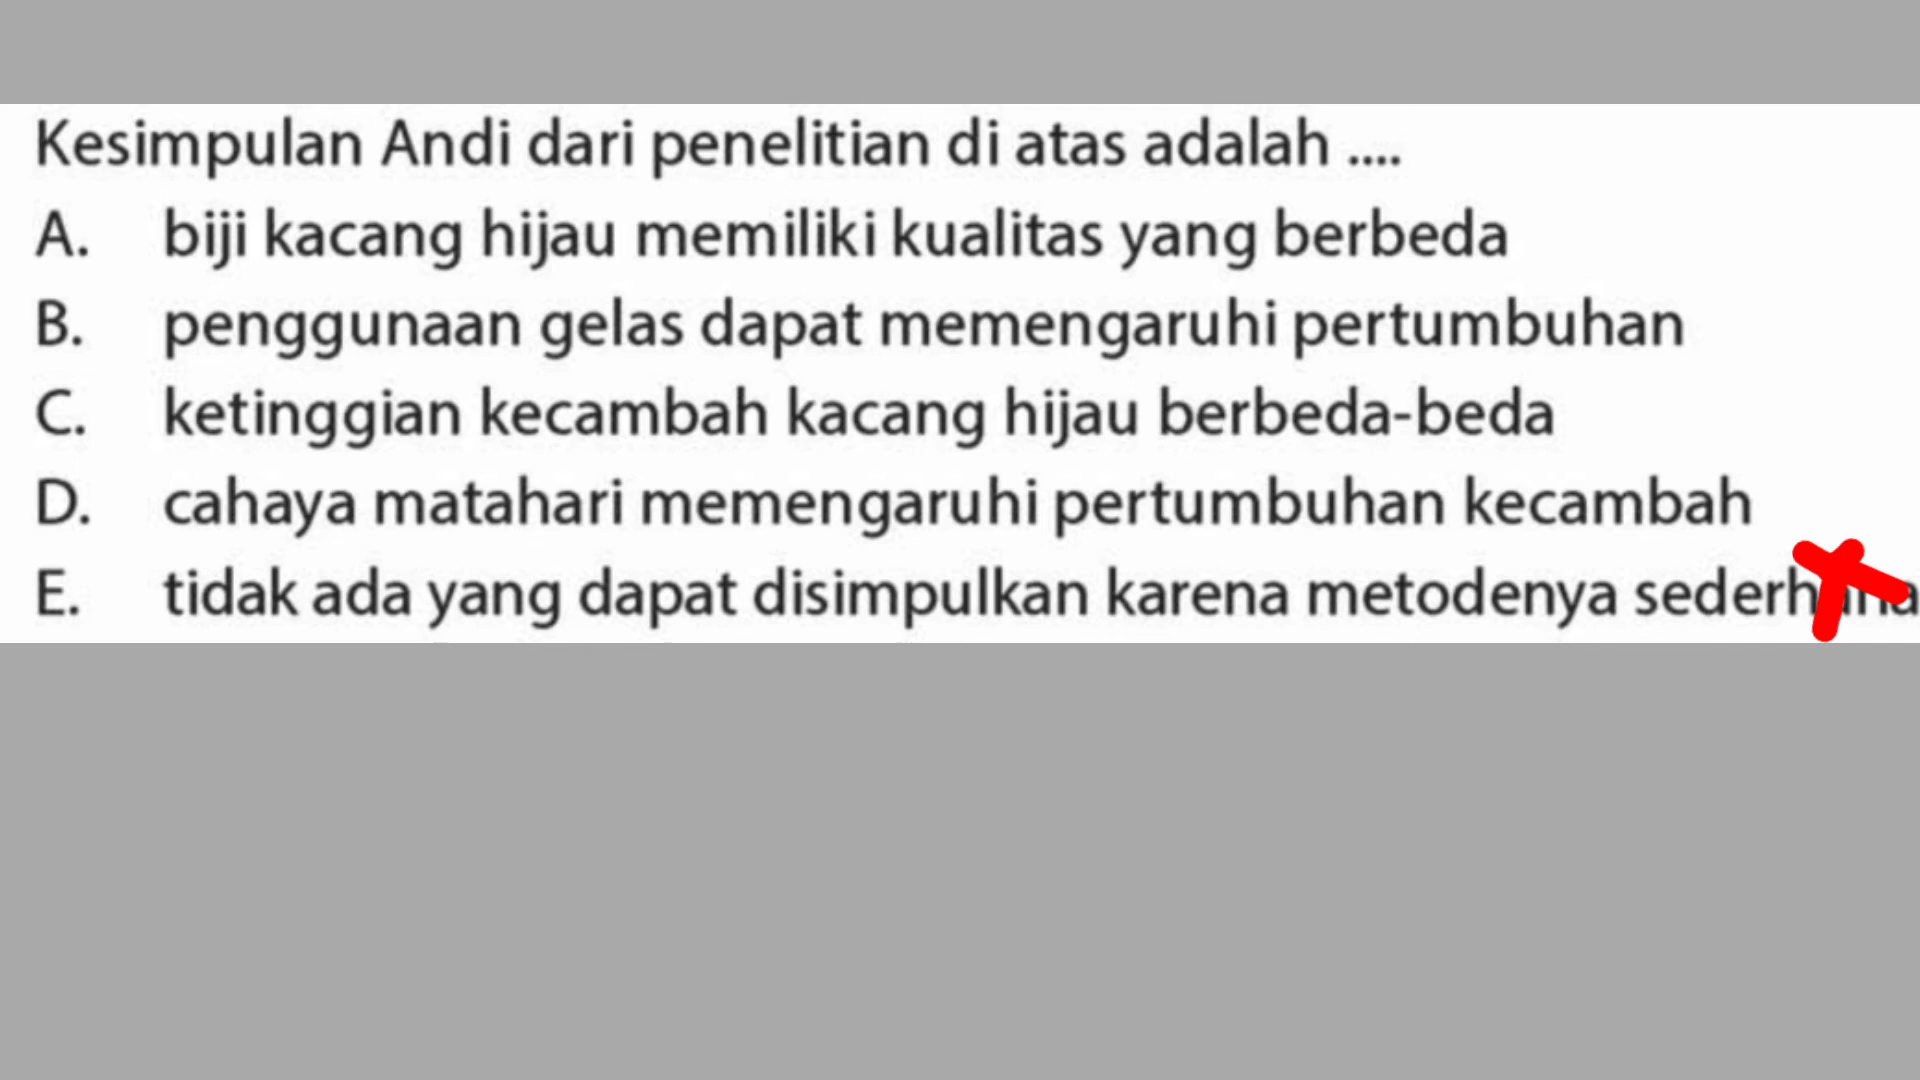 Kesimpulan Andi dari penelitian di atas adalah ....
A. biji kacang hijau memiliki kualitas yang berbeda
B. penggunaan gelas dapat memengaruhi pertumbuhan
C. ketinggian kecambah kacang hijau berbeda-beda
D. cahaya matahari memengaruhi pertumbuhan kecambah
E. tidak ada yang dapat disimpulkan karena metodenya sederhana